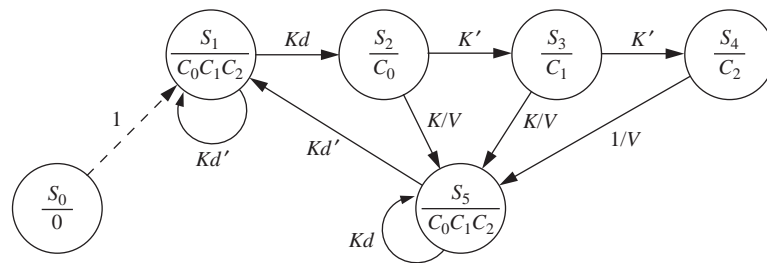 S₁
C₀C₁C₂
Kd
S₂
C₀
K′
S₃
C₁
K′
S₄
C₂
1
Kd′
Kd′
K/V
K/V
1/V
S₀
0
S₅
C₀C₁C₂
Kd